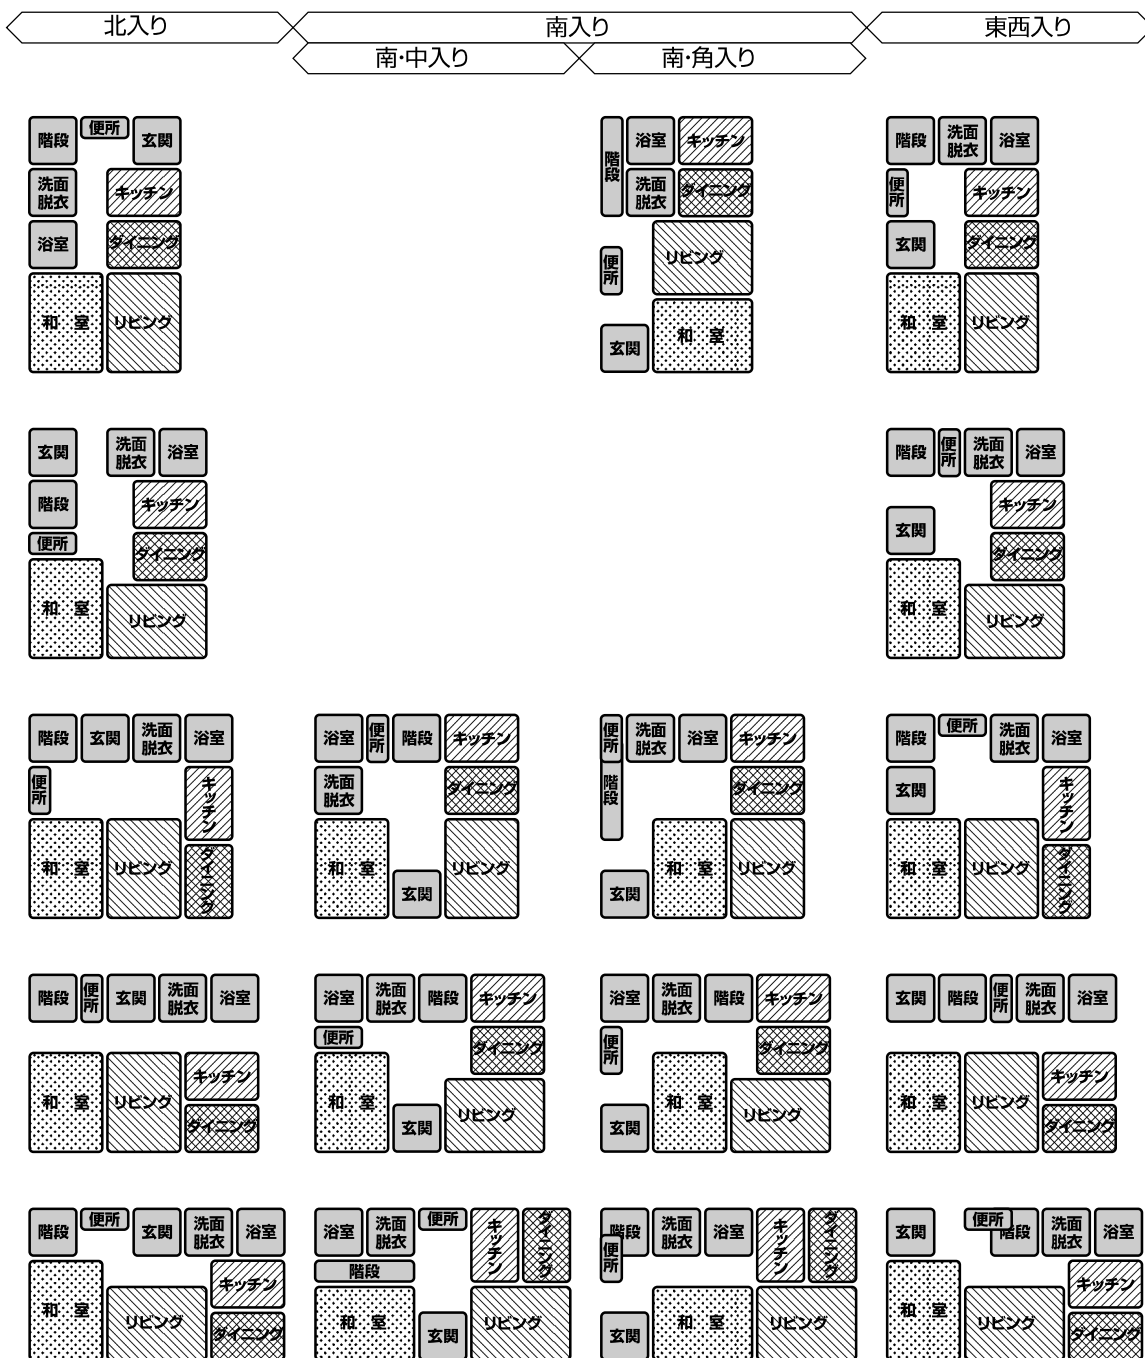 北入り
南入り
東西入り
南・中入り
南・角入り
階段
便所
玄関
洗面
脱衣
キッチン
浴室
ダイニング
和 室
リビング
階段
浴室
キッチン
洗面
脱衣
ダイニング
便所
リビング
玄関
和 室
階段
洗面
脱衣
浴室
便所
キッチン
玄関
ダイニング
和 室
リビング
玄関
洗面
脱衣
浴室
階段
キッチン
便所
ダイニング
和 室
リビング
階段
便所
洗面
脱衣
浴室
キッチン
玄関
ダイニング
和 室
リビング
階段
玄関
洗面
脱衣
浴室
便所
キッチン
和 室
リビング
ダイニング
浴室
便所
階段
キッチン
洗面
脱衣
ダイニング
和 室
玄関
リビング
便所
洗面
脱衣
浴室
キッチン
階段
ダイニング
玄関
和 室
リビング
階段
便所
洗面
脱衣
浴室
玄関
キッチン
和 室
リビング
ダイニング
階段
便所
玄関
洗面
脱衣
浴室
和 室
リビング
キッチン
ダイニング
浴室
洗面
脱衣
階段
キッチン
便所
ダイニング
和 室
玄関
リビング
浴室
洗面
脱衣
階段
キッチン
便所
ダイニング
玄関
和 室
リビング
玄関
階段
便所
洗面
脱衣
浴室
和 室
リビング
キッチン
ダイニング
階段
便所
玄関
洗面
脱衣
浴室
キッチン
和 室
リビング
ダイニング
浴室
洗面
脱衣
便所
キッチン
ダイニング
階段
和 室
玄関
リビング
階段
便所
洗面
脱衣
浴室
キッチン
ダイニング
玄関
和 室
リビング
玄関
便所
階段
洗面
脱衣
浴室
キッチン
和 室
リビング
ダイニング